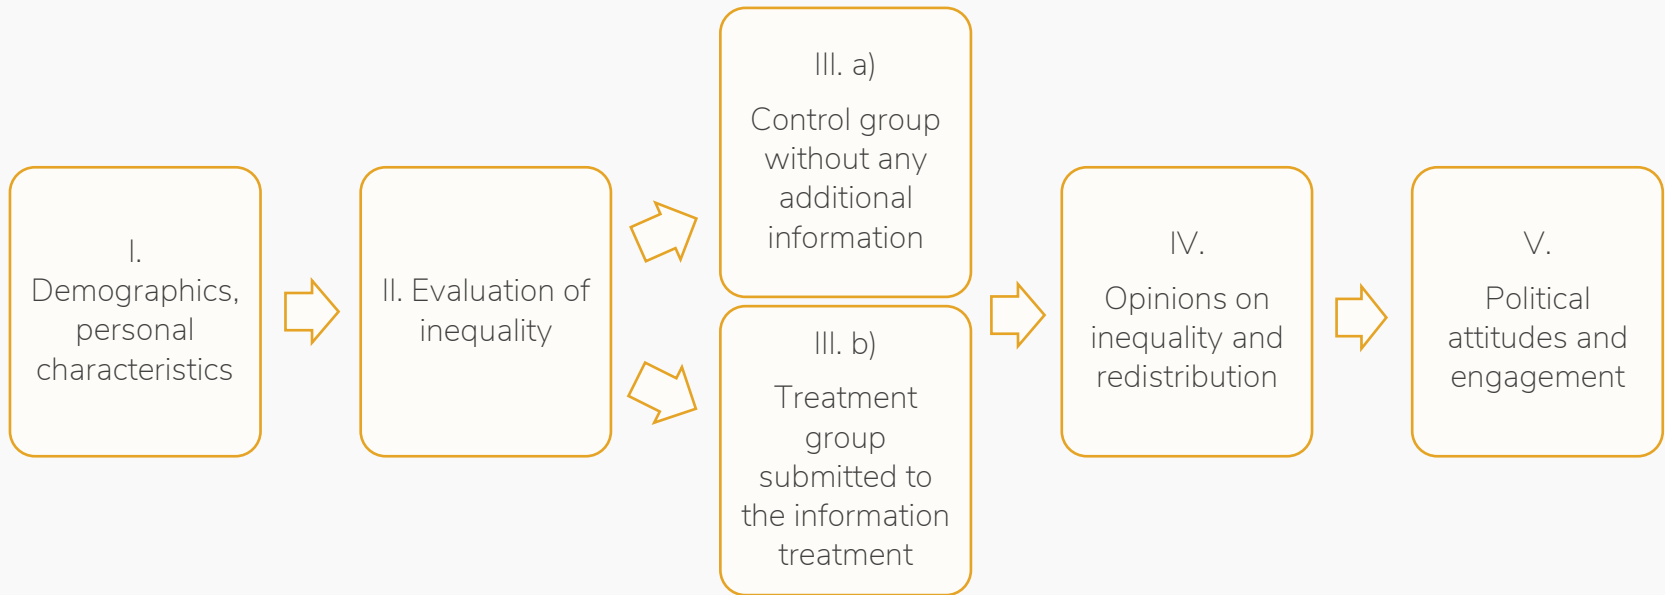 I.
Demographics,
personal
characteristics
II. Evaluation of
inequality
III. a)
Control group
without any
additional
information
III. b)
Treatment
group
submitted to
the information
treatment
IV.
Opinions on
inequality and
redistribution
V.
Political
attitudes and
engagement